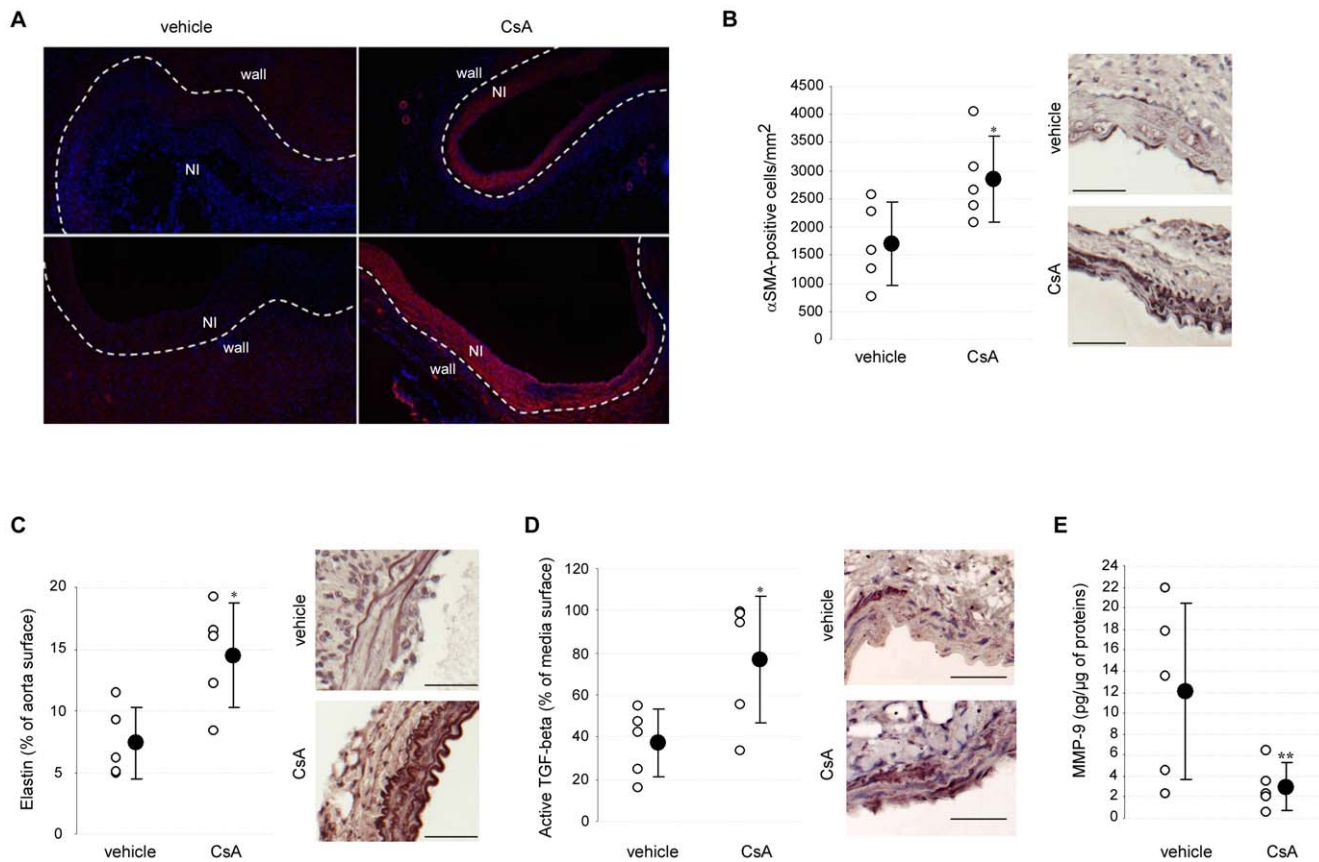 A
vehicle
CsA
wall
NI
wall
NI
NI
wall
NI
wall
B
αSMA-positive cells/mm2
4500
4000
3500
3000
2500
2000
1500
1000
500
0
*
vehicle
CsA
vehicle
CsA
C
Elastin (% of aorta surface)
20
15
10
5
0
*
vehicle
CsA
vehicle
CsA
D
Active TGF-beta (% of media surface)
120
100
80
60
40
20
0
*
vehicle
CsA
vehicle
CsA
E
MMP-9 (pg/µg of proteins)
24
22
20
18
16
14
12
10
8
6
4
2
0
**
vehicle
CsA